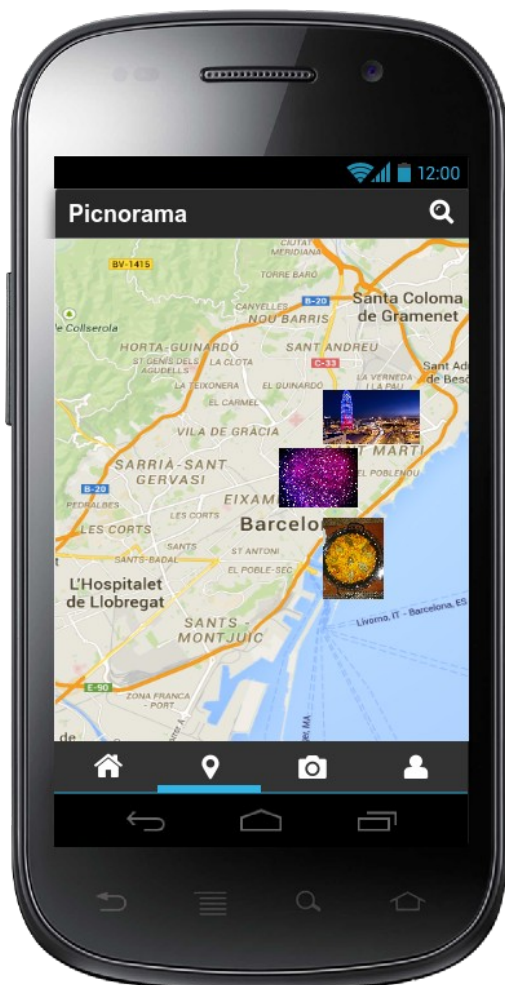 12:00
Picnorama
CIUTAT
MERIDIANA
BV-1415
TORRE BARÓ
B-20
Santa Coloma
de Gramenet
CANYELLES
NOU BARRIS
e Collserola
HORTA-GUINARDÓ
SANT ANDREU
ST GENÍS DELS
AGUDELLS
LA CLOTA
C-33
Sant Ad
de Besò
LA TEIXONERA
EL GUINARDÓ
LA VERNEDA
I LA PAU
EL CARMEL
VILA DE GRÀCIA
T MARTÍ
SARRIÀ-SANT
GERVASI
EL POBLENOU
B-20
PEDRALBES
EIXAM
LES CORTS
LES CORTS
Barcelo
SANTS
ST ANTONI
SANTS-BADAL
EL POBLE-SEC
L'Hospitalet
de Llobregat
SANTS -
MONTJUÏC
Livorno, IT - Barcelona, ES
E-90
ZONA FRANCA
- PORT
de